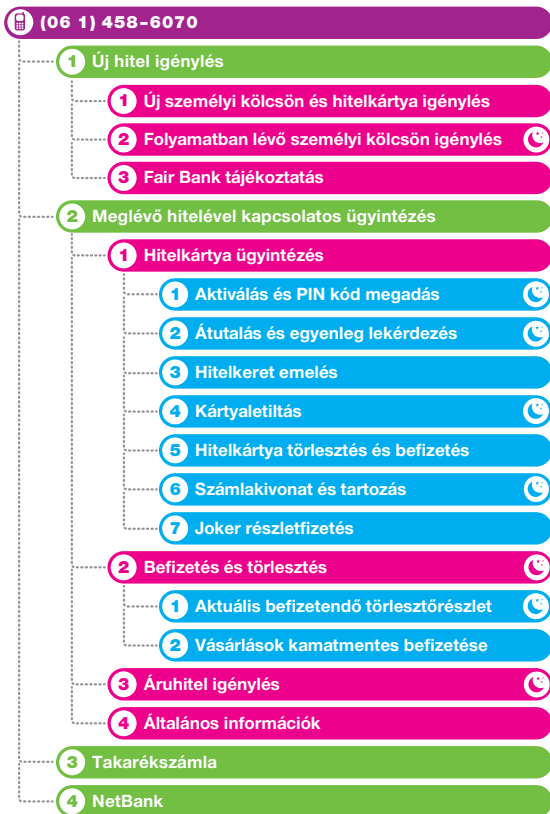 (06 1) 458-6070
1 Új hitel igénylés
1 Új személyi kölcsön és hitelkártya igénylés
2 Folyamatban lévő személyi kölcsön igénylés
3 Fair Bank tájékoztatás
2 Meglévő hitelével kapcsolatos ügyintézés
1 Hitelkártya ügyintézés
1 Aktiválás és PIN kód megadás
2 Átutalás és egyenleg lekérdezés
3 Hitelkeret emelés
4 Kártyaletiltás
5 Hitelkártya törlesztés és befizetés
6 Számlakivonat és tartozás
7 Joker részletfizetés
2 Befizetés és törlesztés
1 Aktuális befizetendő törlesztőrészlet
2 Vásárlások kamatmentes befizetése
3 Áruhitel igénylés
4 Általános információk
3 Takarékszámla
4 NetBank